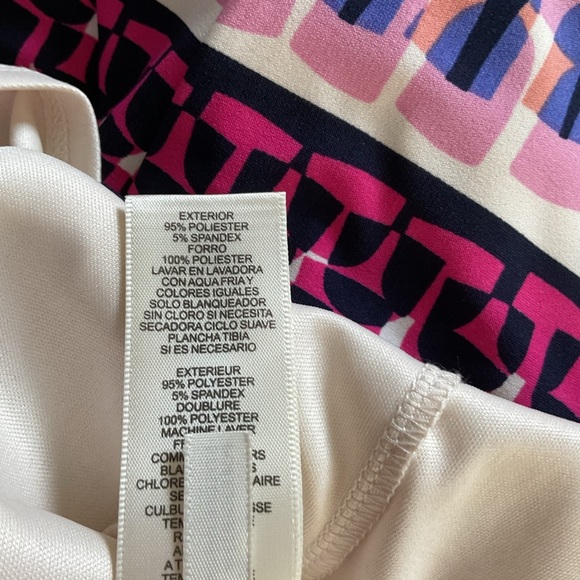 EXTERIOR
95% POLIESTER
5% SPANDEX
FORRO
100% POLIESTER
LAVAR EN LAVADORA
CON AQUA FRIA Y
COLORES IGUALES
SOLO BLANQUEADOR
SIN CLORO SI NECESITA
SECADORA CICLO SUAVE
PLANCHA TIBIA
SI ES NECESARIO
EXTERIEUR
95% POLYESTER
5% SPANDEX
DOUBLURE
100% POLYESTER
MACHINE LAVER